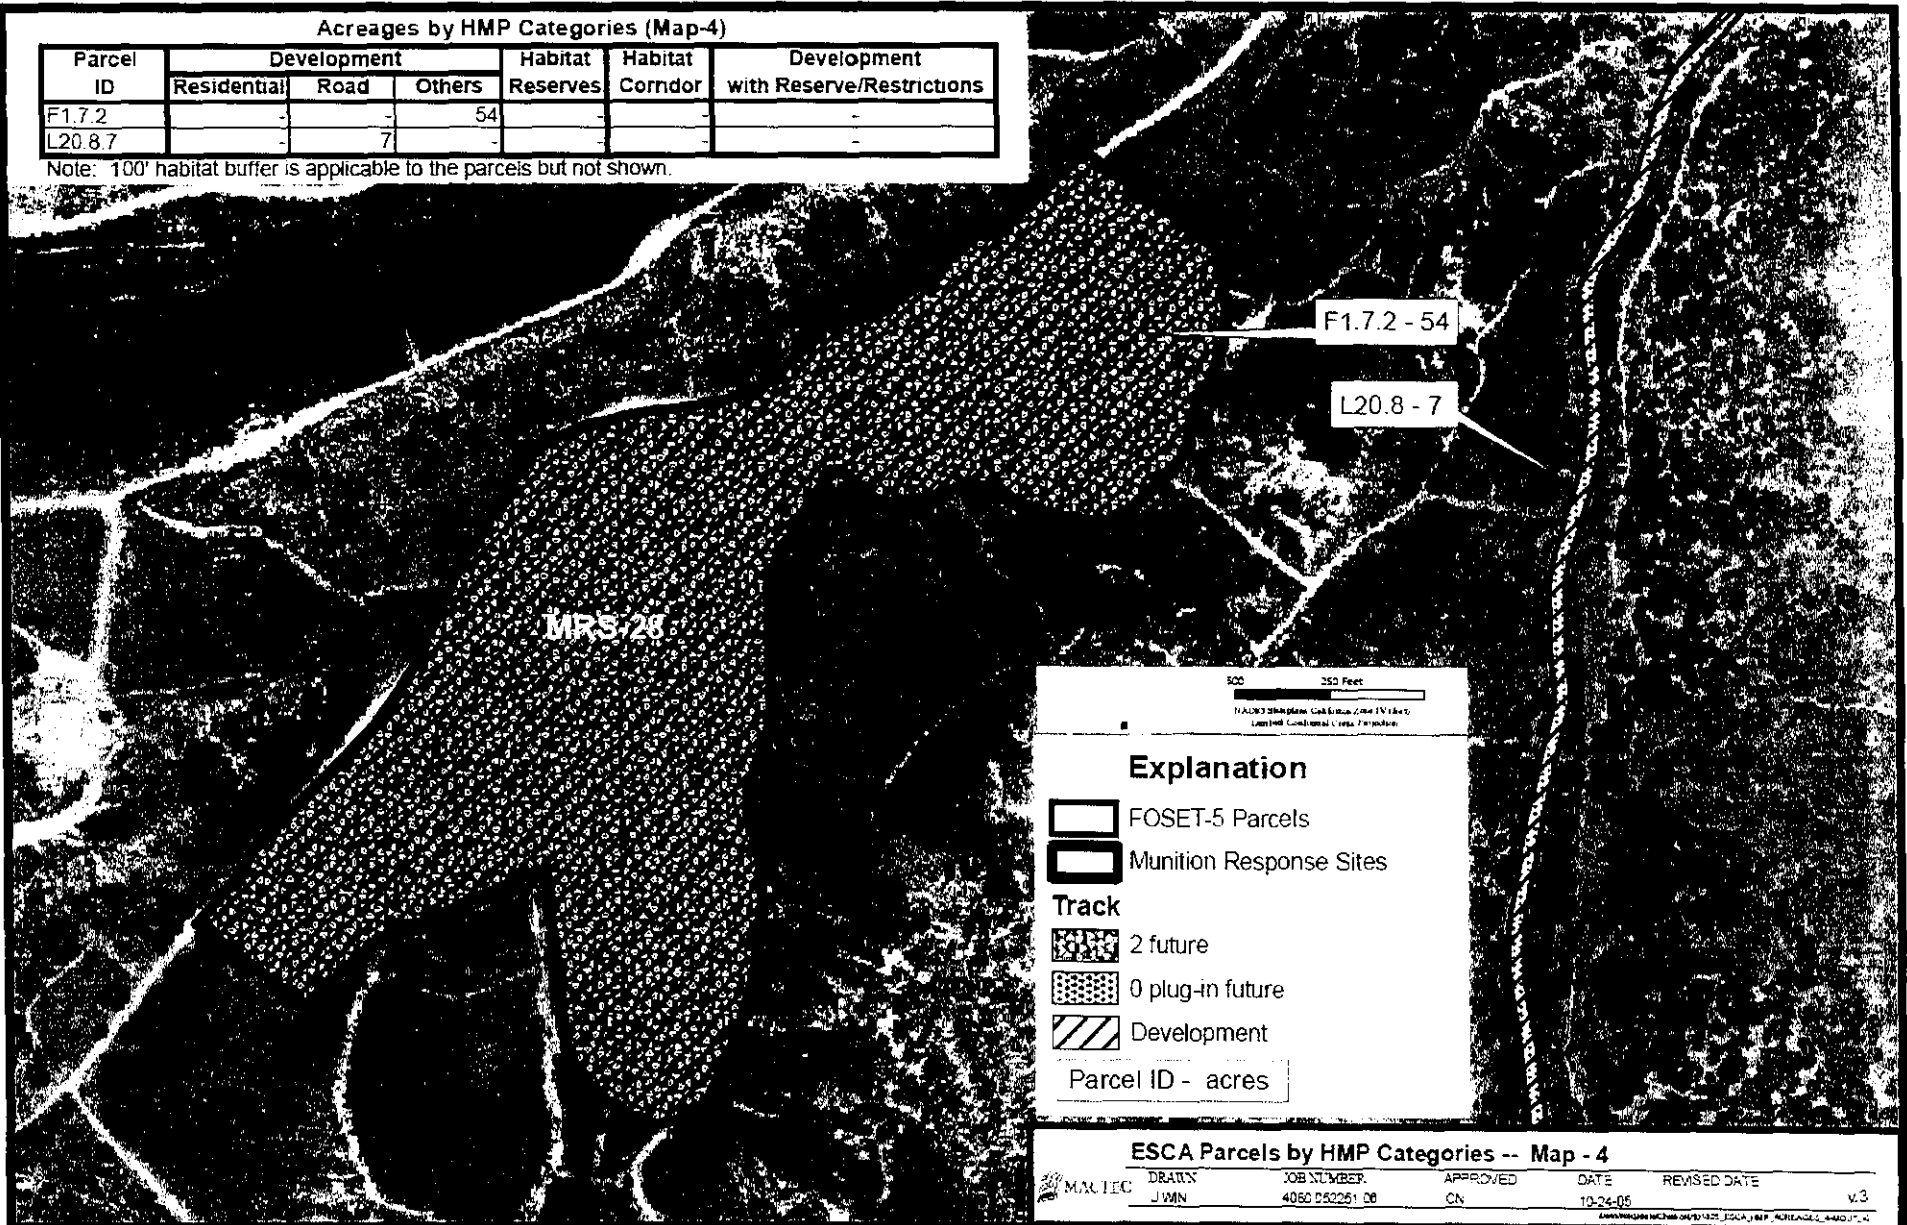 Acreages by HMP Categories (Map-4)
Parcel ID Development Habitat Reserves Habitat Corridor Development with Reserve/Restrictions
Residential Road Others
F1.7.2 - - 54 - - -
L20.8.7 - 7 - - - -
Note: 100' habitat buffer is applicable to the parcels but not shown.
F1.7.2 - 54
L20.8 - 7
MRS-28
500 250 Feet
Explanation
FOSET-5 Parcels
Munition Response Sites
Track
2 future
0 plug-in future
Development
Parcel ID - acres
ESCA Parcels by HMP Categories -- Map - 4
MACTEC
DRAWN JOB NUMBER APPROVED DATE REVISED DATE
JWIN 4060 052251 06 CN 10-24-05
v.3